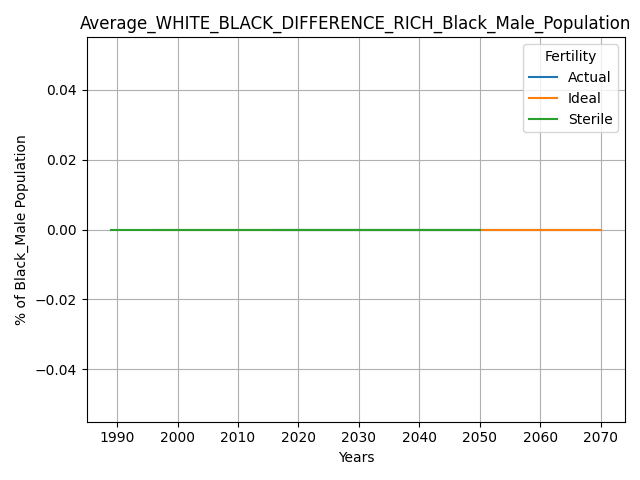 Average_WHITE_BLACK_DIFFERENCE_RICH_Black_Male_Population
Fertility
Actual
Ideal
Sterile
% of Black_Male Population
0.04
0.02
0.00
−0.02
−0.04
1990 2000 2010 2020 2030 2040 2050 2060 2070
Years